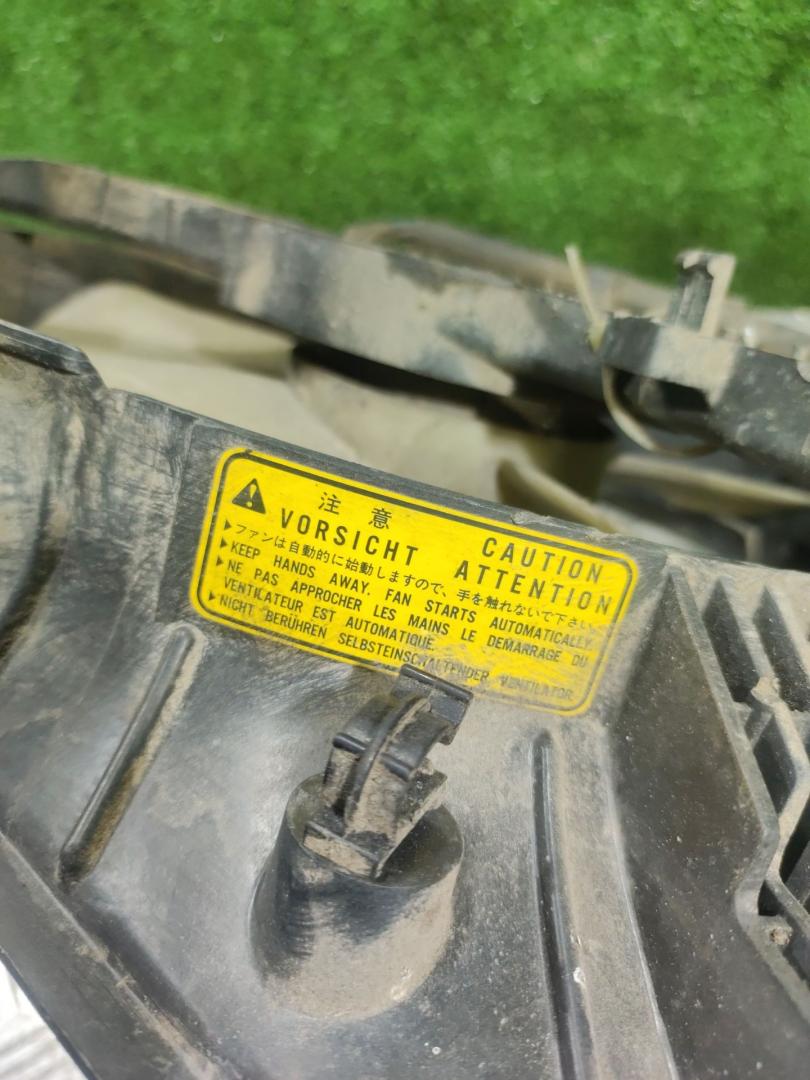 注意 CAUTION
VORSICHT ATTENTION
ファンは自動的に始動しますので、手を触れないで下さい
KEEP HANDS AWAY. FAN STARTS AUTOMATICALLY.
NE PAS APPROCHER LES MAINS LE DEMARRAGE DU
VENTILATEUR EST AUTOMATIQUE.
NICHT BERÜHREN SELBSTEINSCHALTENDER VENTILATOR